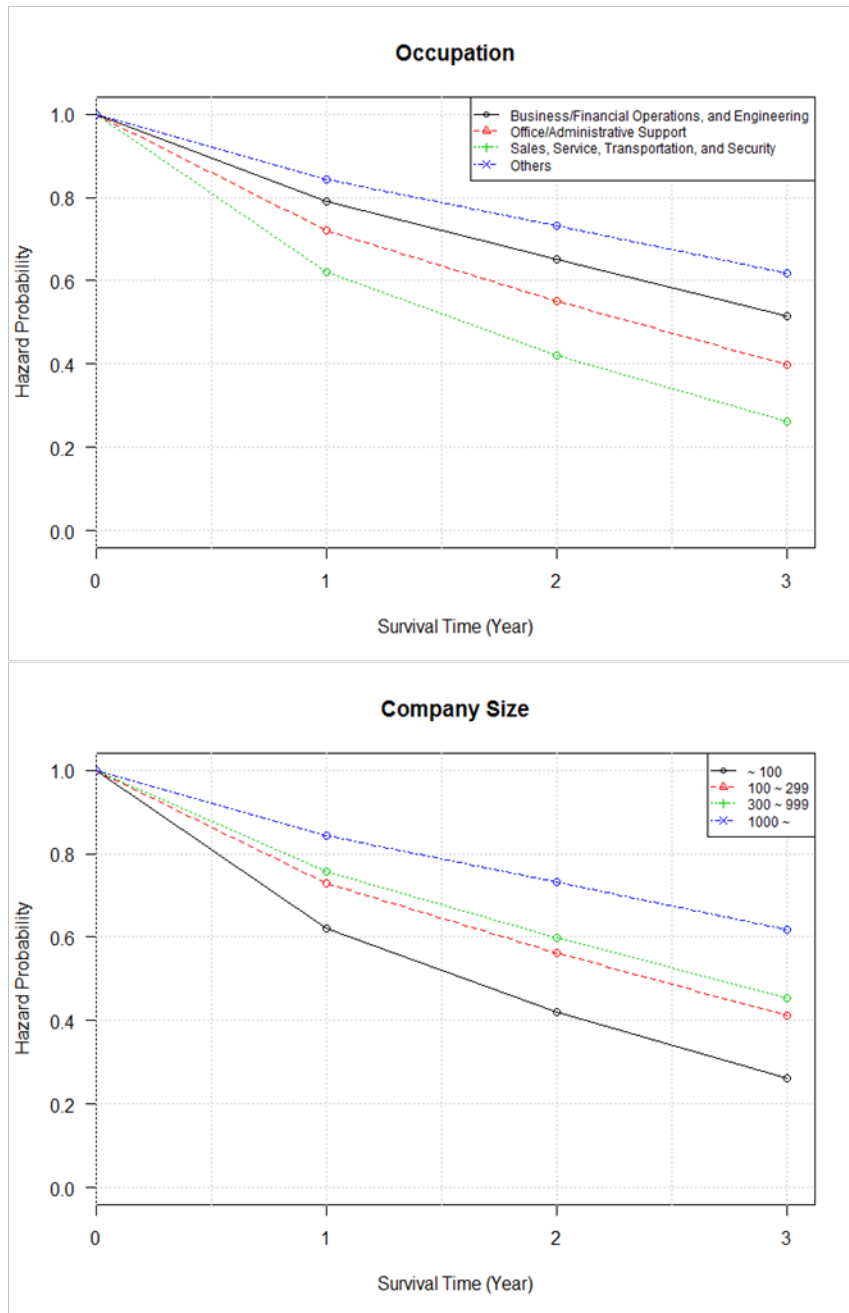 Occupation
Business/Financial Operations, and Engineering
Office/Administrative Support
Sales, Service, Transportation, and Security
Others
1.0
0.8
0.6
0.4
0.2
0.0
Hazard Probability
0 1 2 3
Survival Time (Year)
Company Size
~ 100
100 ~ 299
300 ~ 999
1000 ~
1.0
0.8
0.6
0.4
0.2
0.0
Hazard Probability
0 1 2 3
Survival Time (Year)